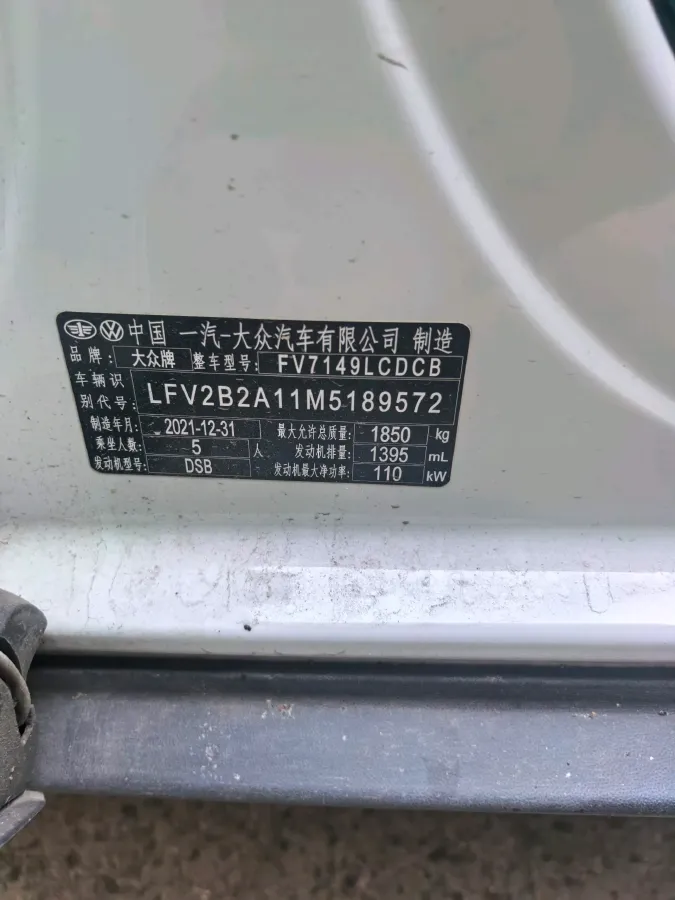 中国 一汽-大众汽车有限公司 制造
品牌: 大众牌 整车型号: FV7149LCDCB
车辆识别代号: LFV2B2A11M5189572
制造年月: 2021-12-31 最大允许总质量: 1850 kg
乘坐人数: 5 人 发动机排量: 1395 mL
发动机型号: DSB 发动机最大净功率: 110 kW